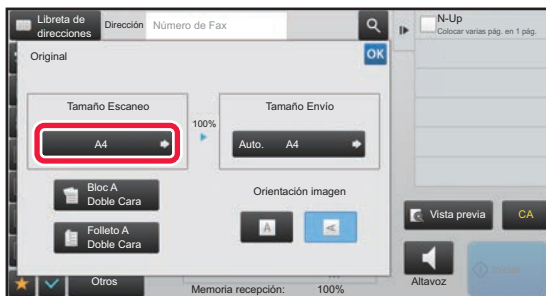 Libreta de
direcciones
Dirección
Número de Fax
N-Up
Colocar varias pág. en 1 pág.
Original
OK
Tamaño Escaneo
Tamaño Envío
100%
A4
Auto. A4
Bloc A
Doble Cara
Orientación imagen
Folleto A
Doble Cara
A
A
Vista previa
CA
Altavoz
Otros
Memoria recepción: 100%